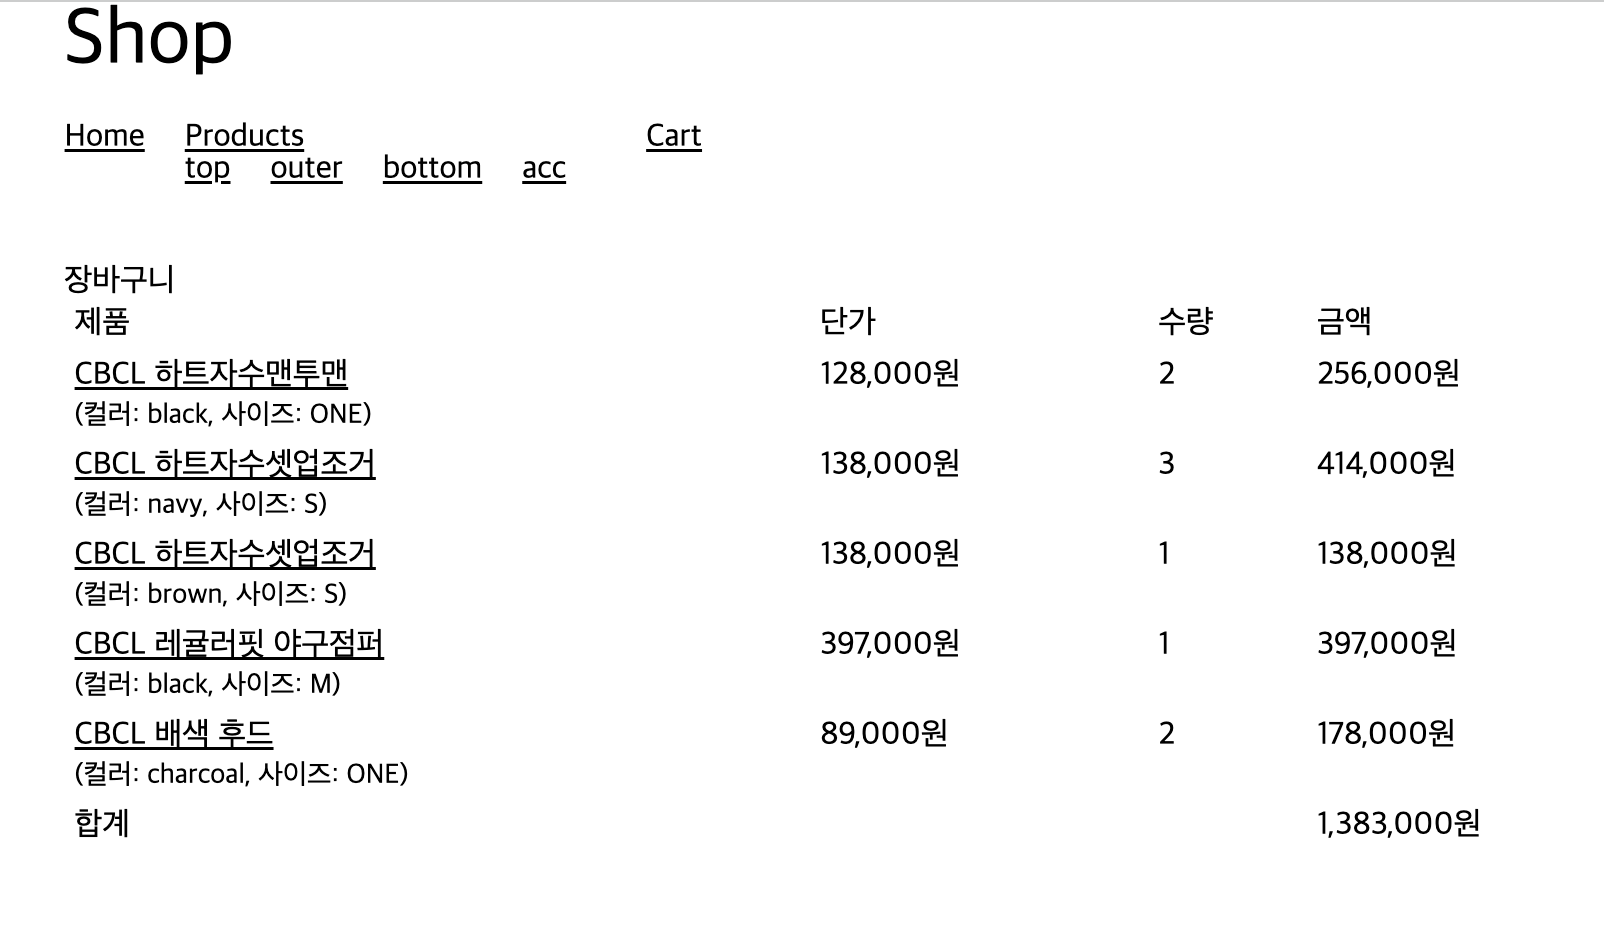 Shop
Home Products Cart
top outer bottom acc
장바구니
제품 단가 수량 금액
CBCL 하트자수맨투맨 128,000원 2 256,000원
(컬러: black, 사이즈: ONE)
CBCL 하트자수셋업조거 138,000원 3 414,000원
(컬러: navy, 사이즈: S)
CBCL 하트자수셋업조거 138,000원 1 138,000원
(컬러: brown, 사이즈: S)
CBCL 레귤러핏 야구점퍼 397,000원 1 397,000원
(컬러: black, 사이즈: M)
CBCL 배색 후드 89,000원 2 178,000원
(컬러: charcoal, 사이즈: ONE)
합계 1,383,000원